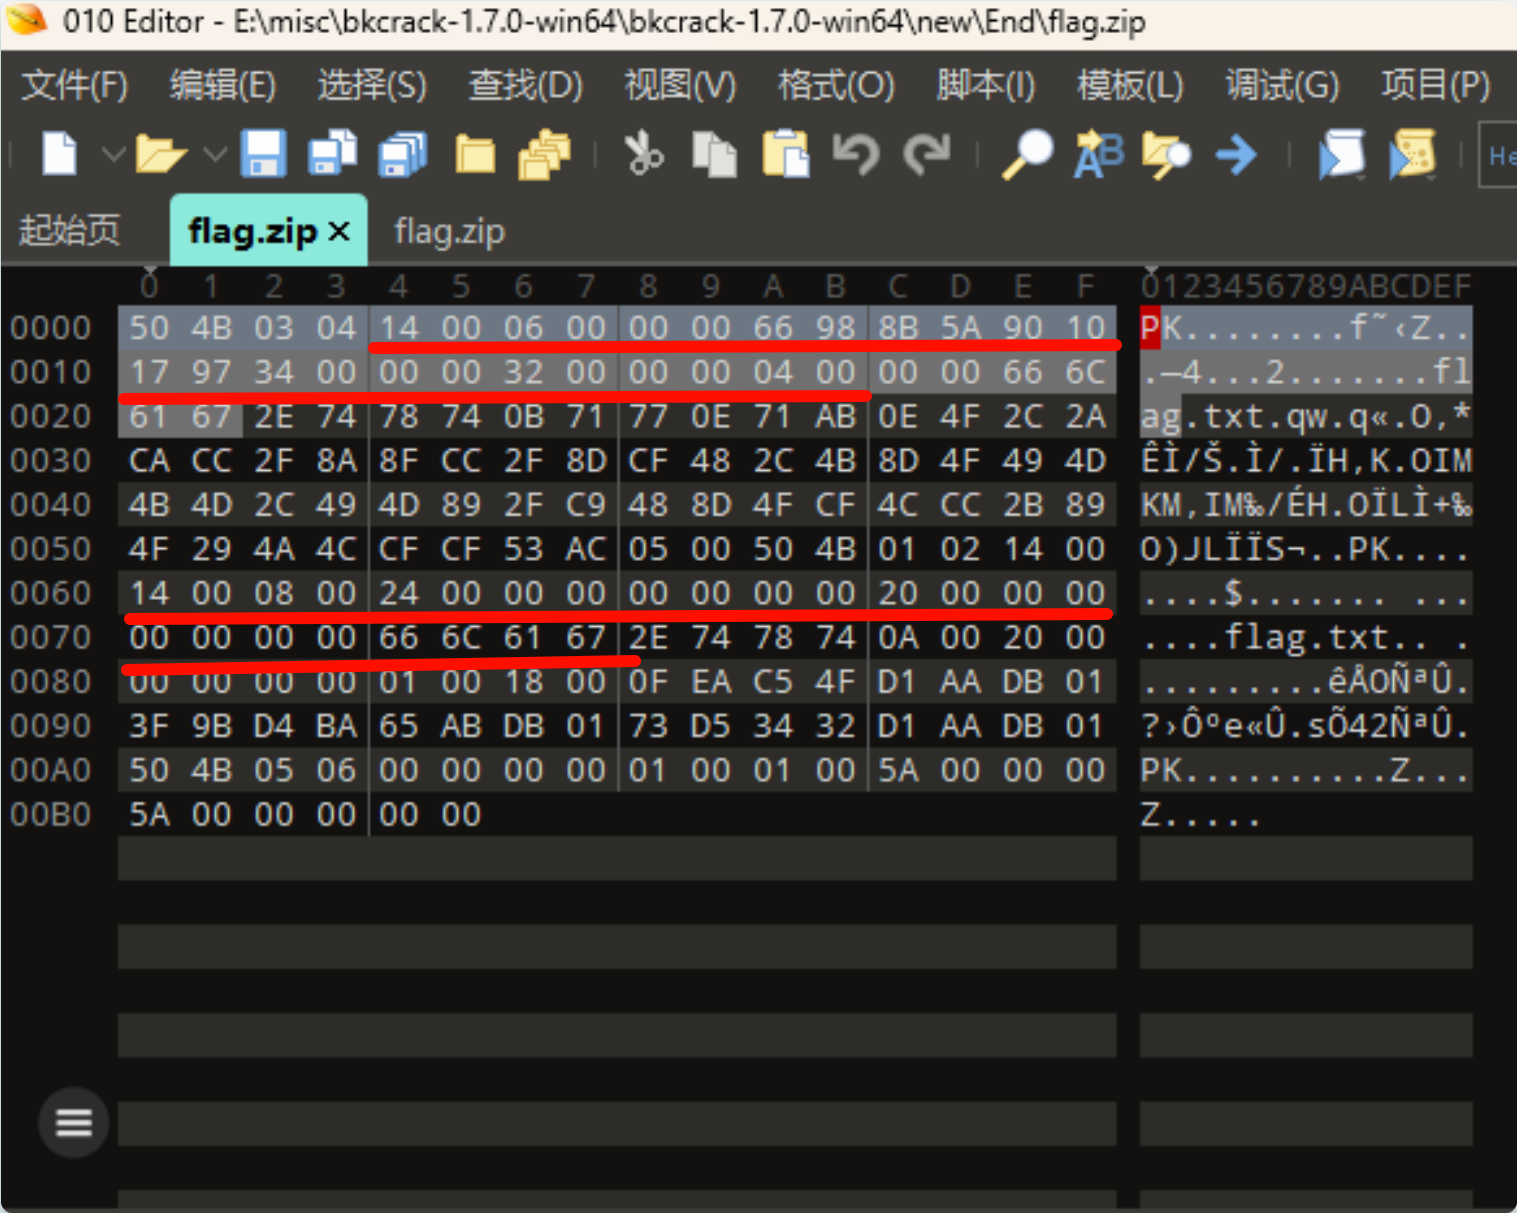 010 Editor - E:\misc\bkcrack-1.7.0-win64\bkcrack-1.7.0-win64\new\End\flag.zip
文件(F) 编辑(E) 选择(S) 查找(D) 视图(V) 格式(O) 脚本(I) 模板(L) 调试(G) 项目(P)
He
起始页 flag.zip × flag.zip
0 1 2 3 4 5 6 7 8 9 A B C D E F 0123456789ABCDEF
0000 50 4B 03 04 14 00 06 00 00 00 66 98 8B 5A 90 10 PK........f˜‹Z..
0010 17 97 34 00 00 00 32 00 00 00 04 00 00 00 66 6C .—4...2.......fl
0020 61 67 2E 74 78 74 0B 71 77 0E 71 AB 0E 4F 2C 2A ag.txt.qw.q«.O,*
0030 CA CC 2F 8A 8F CC 2F 8D CF 48 2C 4B 8D 4F 49 4D ÊÌ/Š.Ì/.ÏH,K.OIM
0040 4B 4D 2C 49 4D 89 2F C9 48 8D 4F CF 4C CC 2B 89 KM,IM‰/ÉH.OÏLÌ+‰
0050 4F 29 4A 4C CF CF 53 AC 05 00 50 4B 01 02 14 00 O)JLÏÏS¬..PK....
0060 14 00 08 00 24 00 00 00 00 00 00 00 20 00 00 00 ....$....... ...
0070 00 00 00 00 66 6C 61 67 2E 74 78 74 0A 00 20 00 ....flag.txt.. .
0080 00 00 00 00 01 00 18 00 0F EA C5 4F D1 AA DB 01 .........êÅOÑªÛ.
0090 3F 9B D4 BA 65 AB DB 01 73 D5 34 32 D1 AA DB 01 ?›Ôºe«Û.sÕ42ÑªÛ.
00A0 50 4B 05 06 00 00 00 00 01 00 01 00 5A 00 00 00 PK..........Z...
00B0 5A 00 00 00 00 00 Z.....